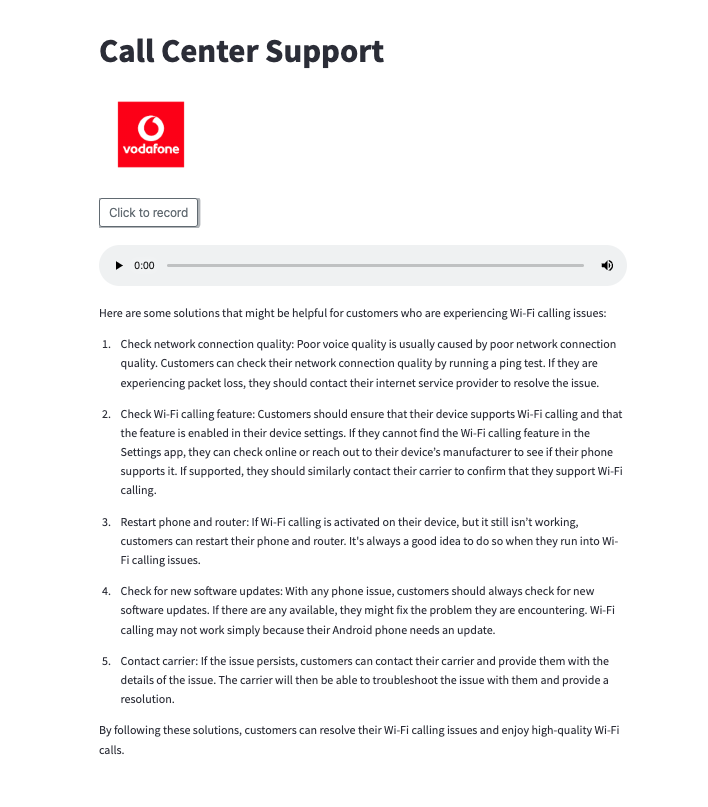 Call Center Support
vodafone
Click to record
0:00
Here are some solutions that might be helpful for customers who are experiencing Wi-Fi calling issues:
1. Check network connection quality: Poor voice quality is usually caused by poor network connection
quality. Customers can check their network connection quality by running a ping test. If they are
experiencing packet loss, they should contact their internet service provider to resolve the issue.
2. Check Wi-Fi calling feature: Customers should ensure that their device supports Wi-Fi calling and that
the feature is enabled in their device settings. If they cannot find the Wi-Fi calling feature in the
Settings app, they can check online or reach out to their device’s manufacturer to see if their phone
supports it. If supported, they should similarly contact their carrier to confirm that they support Wi-Fi
calling.
3. Restart phone and router: If Wi-Fi calling is activated on their device, but it still isn’t working,
customers can restart their phone and router. It's always a good idea to do so when they run into Wi-
Fi calling issues.
4. Check for new software updates: With any phone issue, customers should always check for new
software updates. If there are any available, they might fix the problem they are encountering. Wi-Fi
calling may not work simply because their Android phone needs an update.
5. Contact carrier: If the issue persists, customers can contact their carrier and provide them with the
details of the issue. The carrier will then be able to troubleshoot the issue with them and provide a
resolution.
By following these solutions, customers can resolve their Wi-Fi calling issues and enjoy high-quality Wi-Fi
calls.